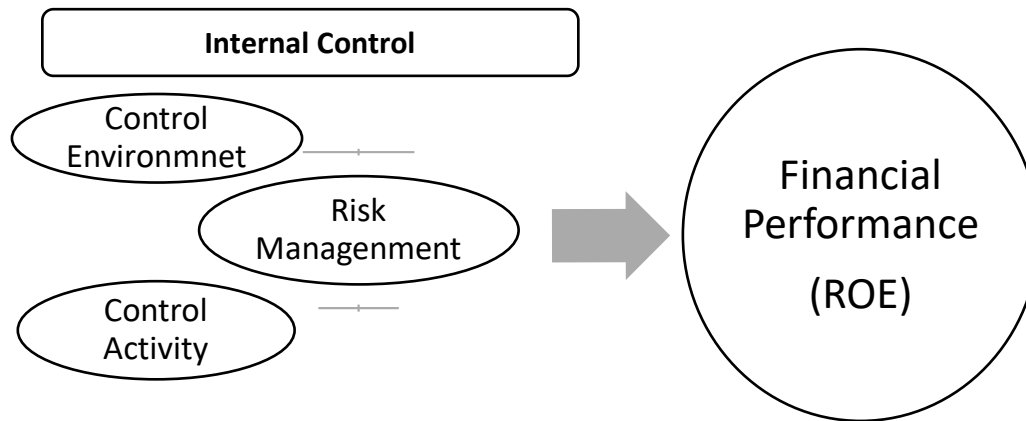 Internal Control
Control
Environmnet
Risk
Managenment
Control
Activity
Financial
Performance
(ROE)